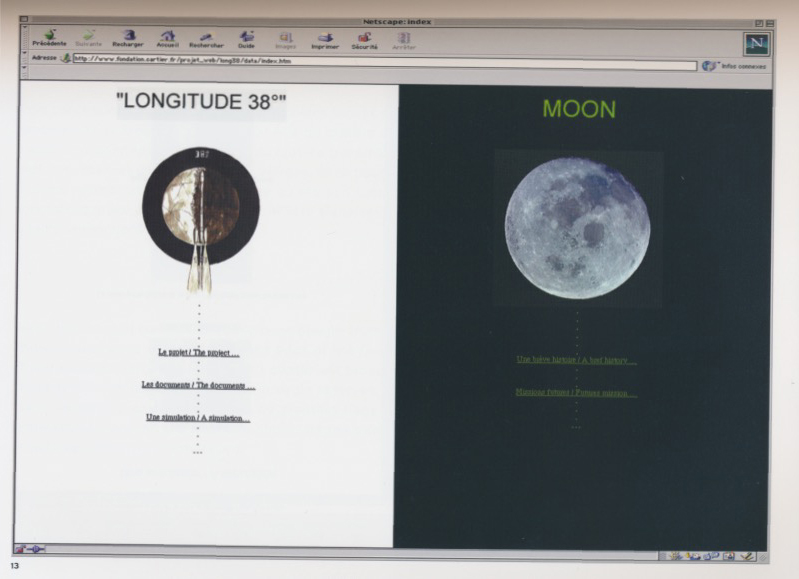 Netscape: index
Précédente Suivante Recharger Accueil Rechercher Guide Images Imprimer Sécurité Arrêter
N
Adresse http://www.fondation.cartier.fr/projet_web/long38/data/index.htm Infos connexes
"LONGITUDE 38°"
MOON
Le projet / The project ...
Les documents / The documents ...
Une simulation / A simulation...
Une brève histoire / A brief history ...
Missions futures / Futures mission ...
...
...
13